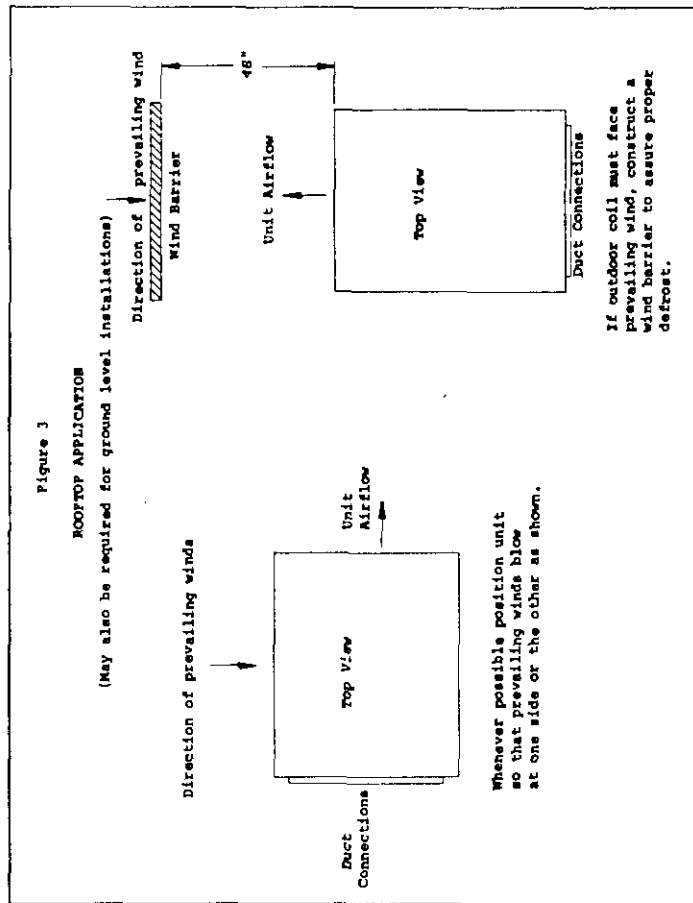 Figure 3
ROOFTOP APPLICATION
(May also be required for ground level installations)
Direction of prevailing winds
Top View
Unit
Airflow
Duct
Connections
Whenever possible position unit
so that prevailing winds blow
at one side or the other as shown.
Direction of prevailing wind
Wind Barrier
48"
Unit Airflow
Top View
Duct Connections
If outdoor coil must face
prevailing wind, construct a
wind barrier to assure proper
defrost.